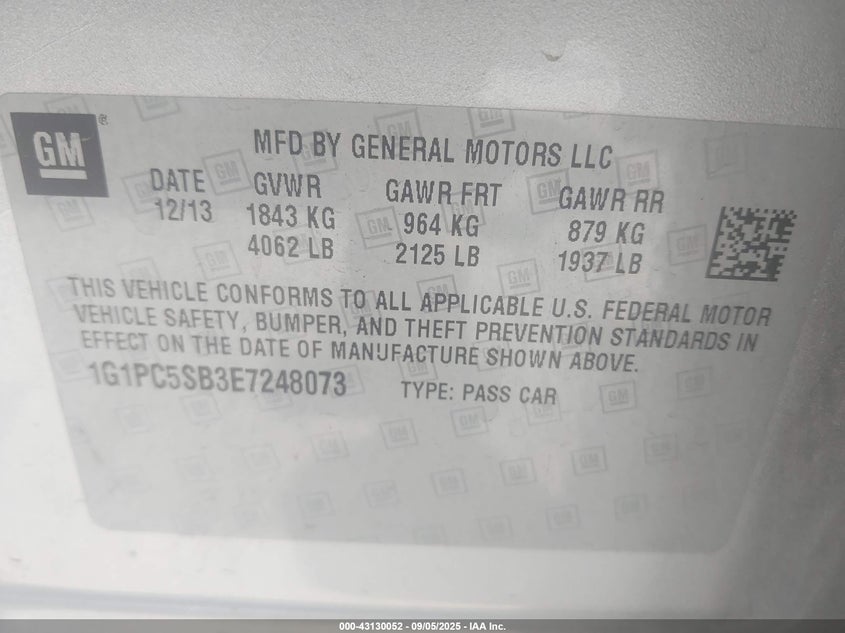 GM ®
MFD BY GENERAL MOTORS LLC
DATE GVWR GAWR FRT GAWR RR
12/13 1843 KG 964 KG 879 KG
4062 LB 2125 LB 1937 LB
THIS VEHICLE CONFORMS TO ALL APPLICABLE U.S. FEDERAL MOTOR
VEHICLE SAFETY, BUMPER, AND THEFT PREVENTION STANDARDS IN
EFFECT ON THE DATE OF MANUFACTURE SHOWN ABOVE.
1G1PC5SB3E7248073 TYPE: PASS CAR
000-43130052 - 09/05/2025 - IAA Inc.